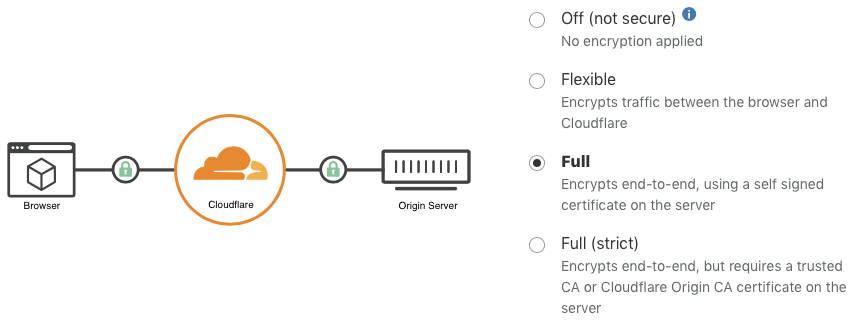 Browser
Cloudflare
Origin Server
Off (not secure)
No encryption applied
Flexible
Encrypts traffic between the browser and
Cloudflare
Full
Encrypts end-to-end, using a self signed
certificate on the server
Full (strict)
Encrypts end-to-end, but requires a trusted
CA or Cloudflare Origin CA certificate on the
server